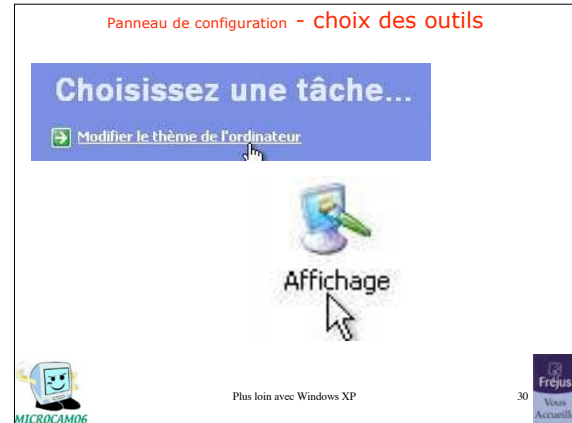 Panneau de configuration - choix des outils
Choisissez une tâche...
Modifier le thème de l'ordinateur
Affichage
MICROCAM06
Plus loin avec Windows XP
30
Fréjus
Vous
Accueille